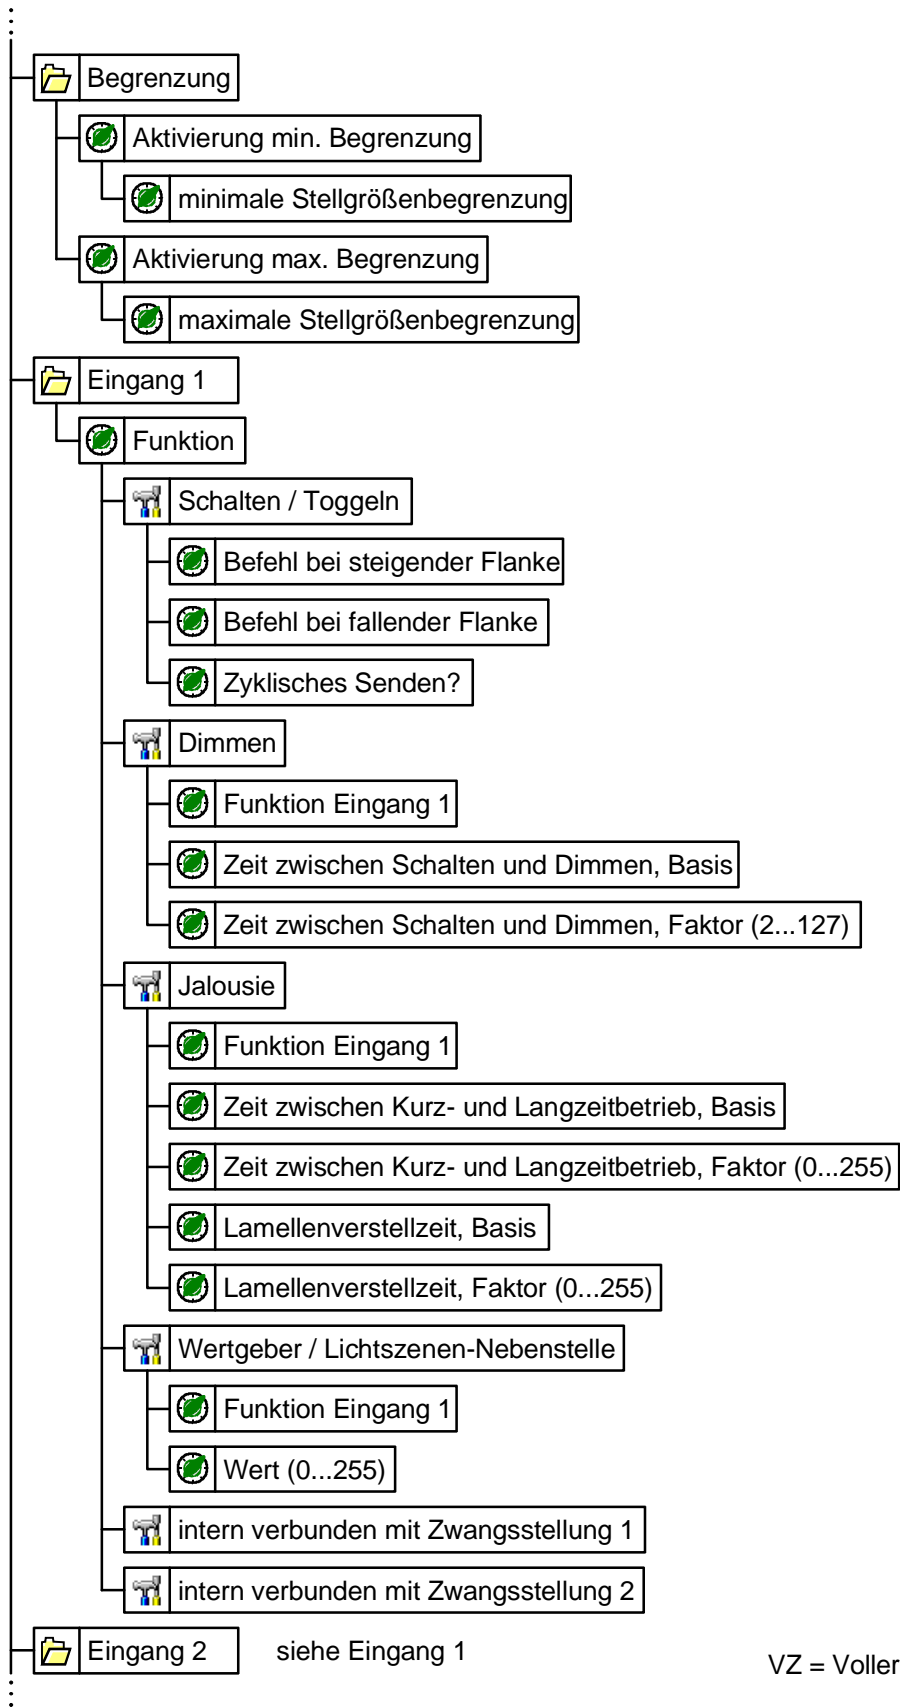 Begrenzung
Aktivierung min. Begrenzung
minimale Stellgrößenbegrenzung
Aktivierung max. Begrenzung
maximale Stellgrößenbegrenzung
Eingang 1
Funktion
Schalten / Toggeln
Befehl bei steigender Flanke
Befehl bei fallender Flanke
Zyklisches Senden?
Dimmen
Funktion Eingang 1
Zeit zwischen Schalten und Dimmen, Basis
Zeit zwischen Schalten und Dimmen, Faktor (2...127)
Jalousie
Funktion Eingang 1
Zeit zwischen Kurz- und Langzeitbetrieb, Basis
Zeit zwischen Kurz- und Langzeitbetrieb, Faktor (0...255)
Lamellenverstellzeit, Basis
Lamellenverstellzeit, Faktor (0...255)
Wertgeber / Lichtszenen-Nebenstelle
Funktion Eingang 1
Wert (0...255)
intern verbunden mit Zwangsstellung 1
intern verbunden mit Zwangsstellung 2
Eingang 2 siehe Eingang 1
VZ = Voller